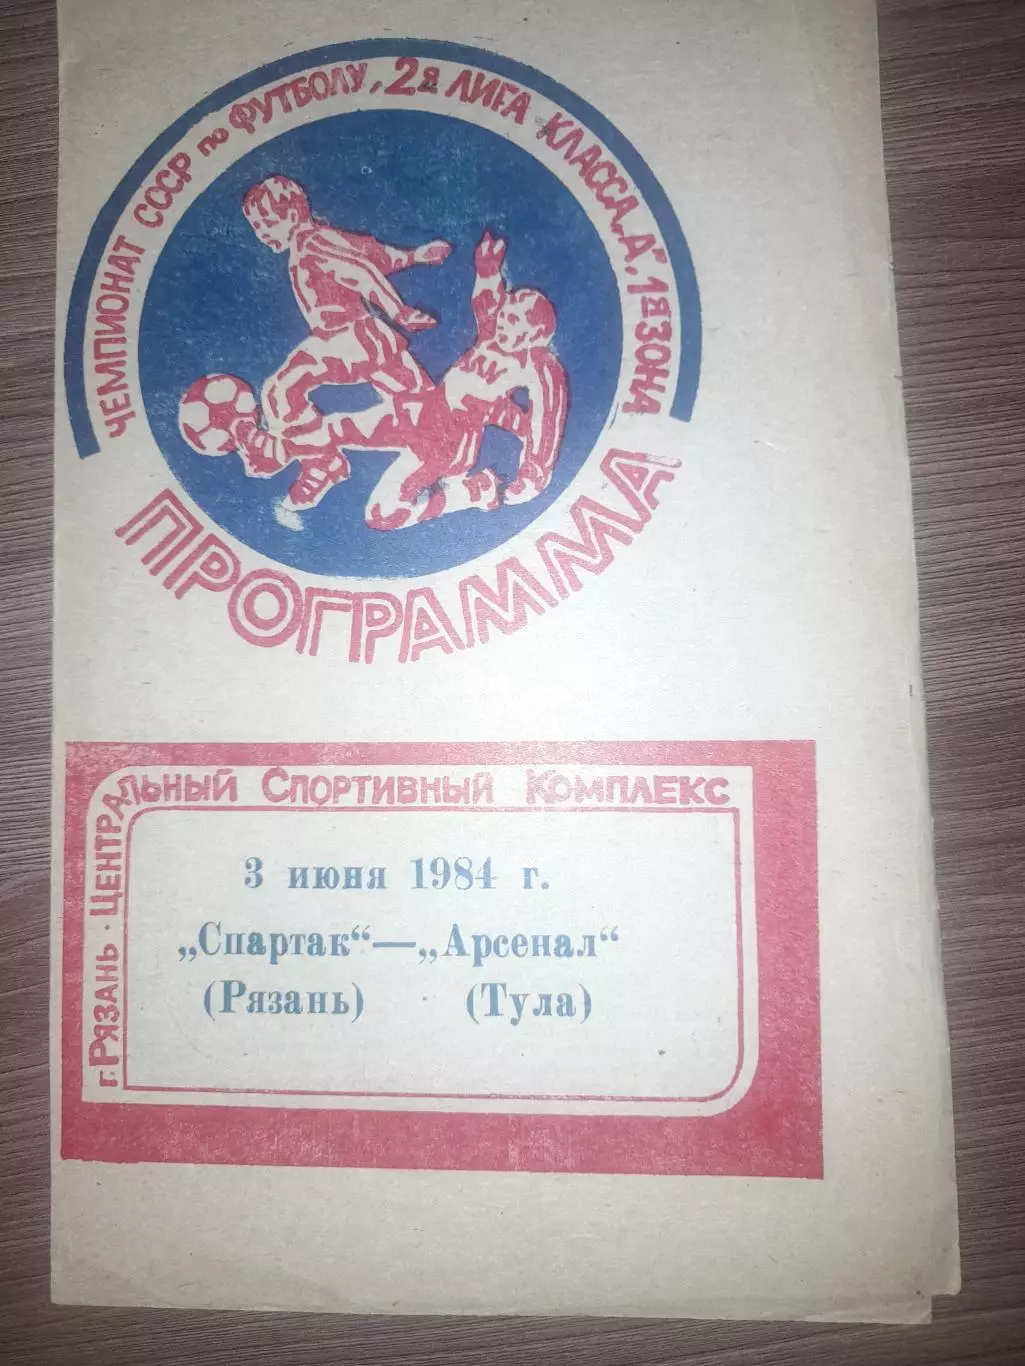 ЧЕМПИОНАТ СССР по ФУТБОЛУ, 2я ЛИГА КЛАССА „А“, 1я ЗОНА
ПРОГРАММА
г. Рязань · Центральный Спортивный Комплекс
3 июня 1984 г.
„Спартак“ — „Арсенал“
(Рязань) (Тула)